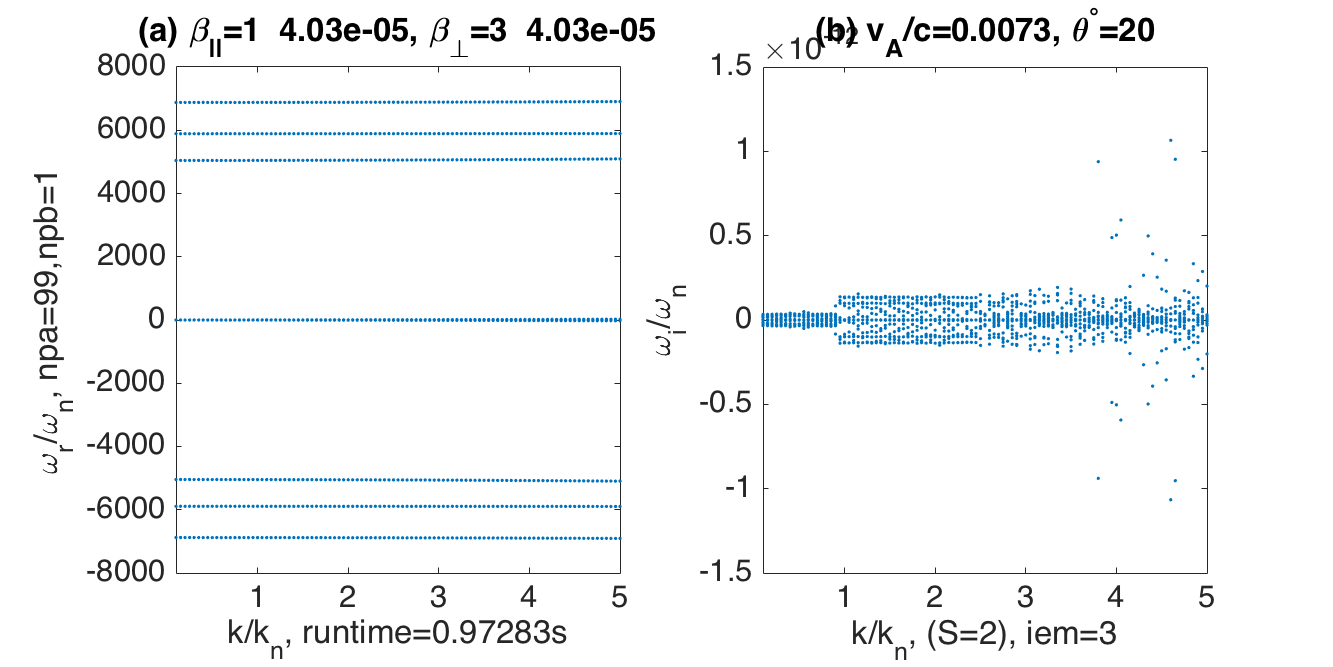 (a) β||=1 4.03e-05, β⊥=3 4.03e-05
8000
6000
4000
2000
0
-2000
-4000
-6000
-8000
ωr/ωn, npa=99,npb=1
1 2 3 4 5
k/kn, runtime=0.97283s
(b) vA/c=0.0073, θ°=20
×10-12
1.5
1
0.5
0
-0.5
-1
-1.5
ωi/ωn
1 2 3 4 5
k/kn, (S=2), iem=3